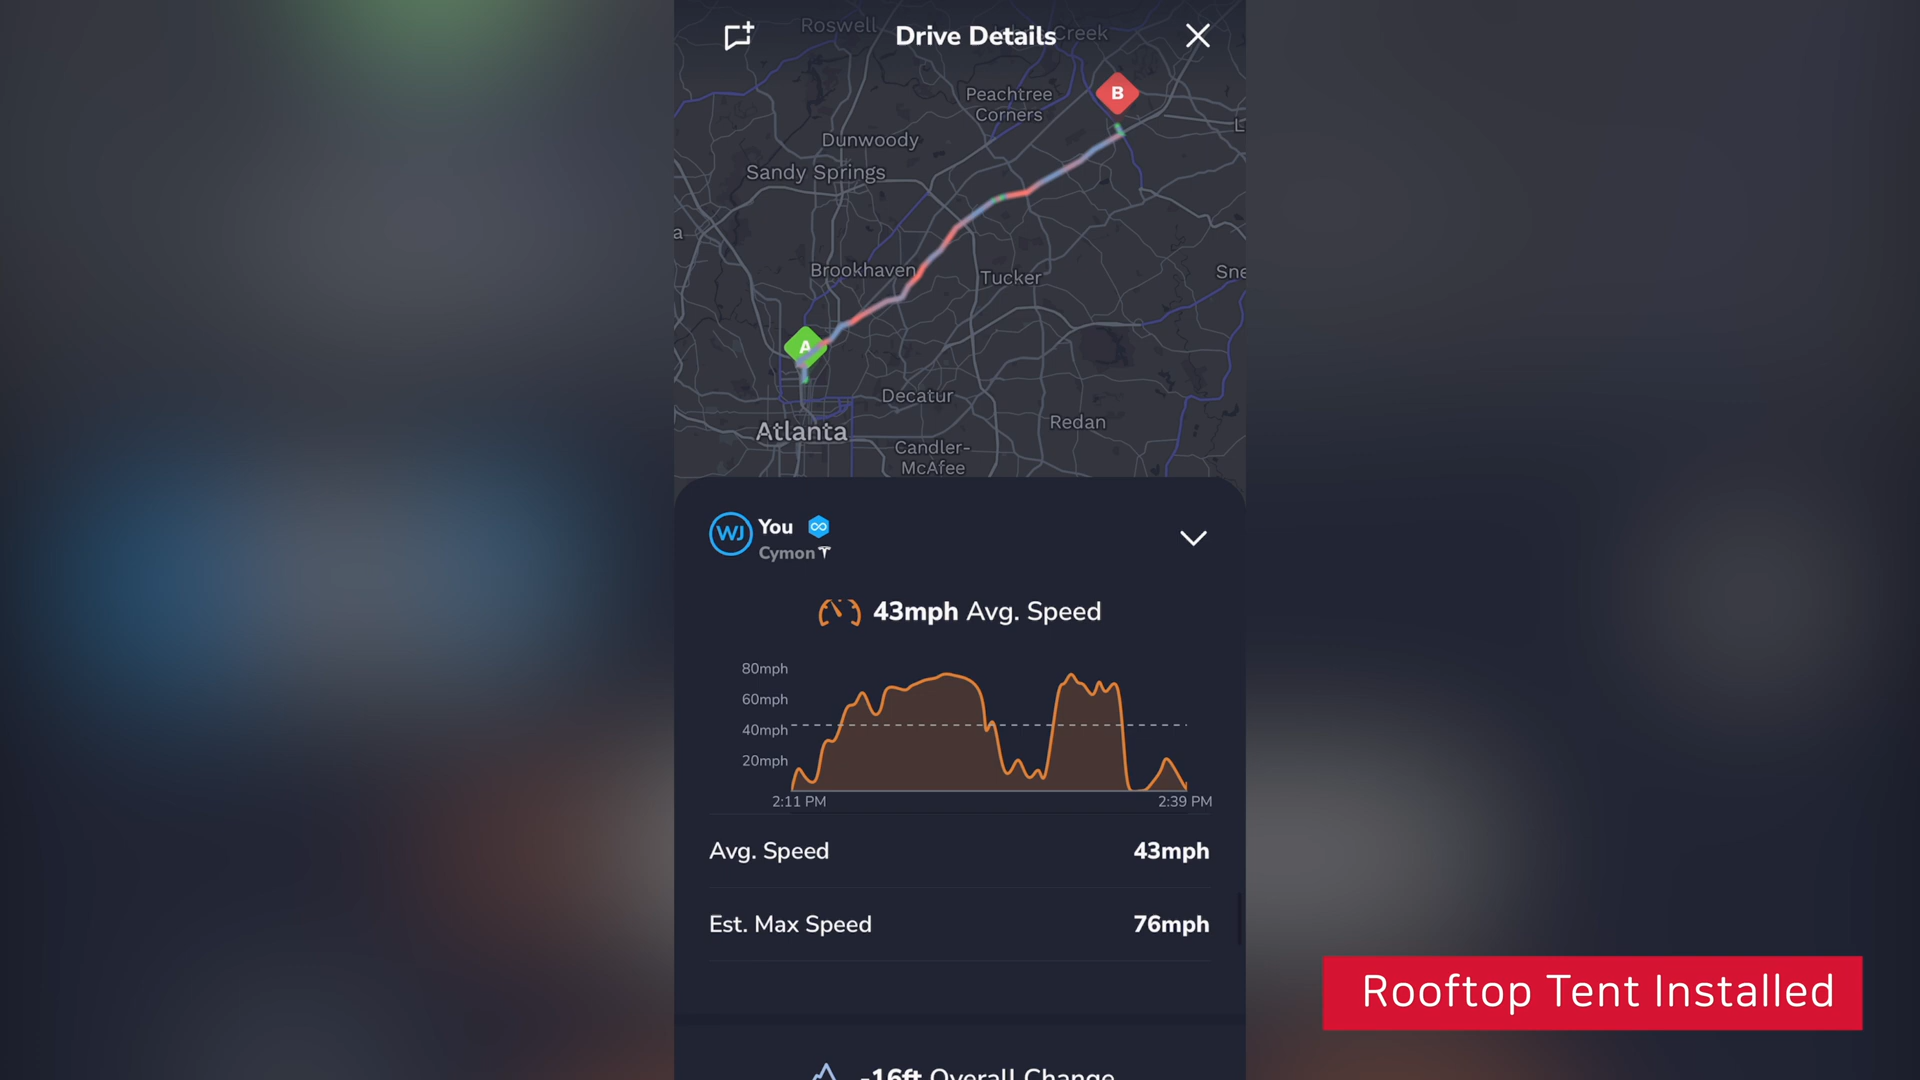 Roswell
Creek
Drive Details
B
Peachtree
Corners
L
Dunwoody
Sandy Springs
a
Brookhaven
Tucker
Sne
A
Decatur
Redan
Atlanta
Candler-
McAfee
WJ
You
Cymon
43mph Avg. Speed
80mph
60mph
40mph
20mph
2:11 PM
2:39 PM
Avg. Speed
43mph
Est. Max Speed
76mph
Rooftop Tent Installed
-16ft Overall Change